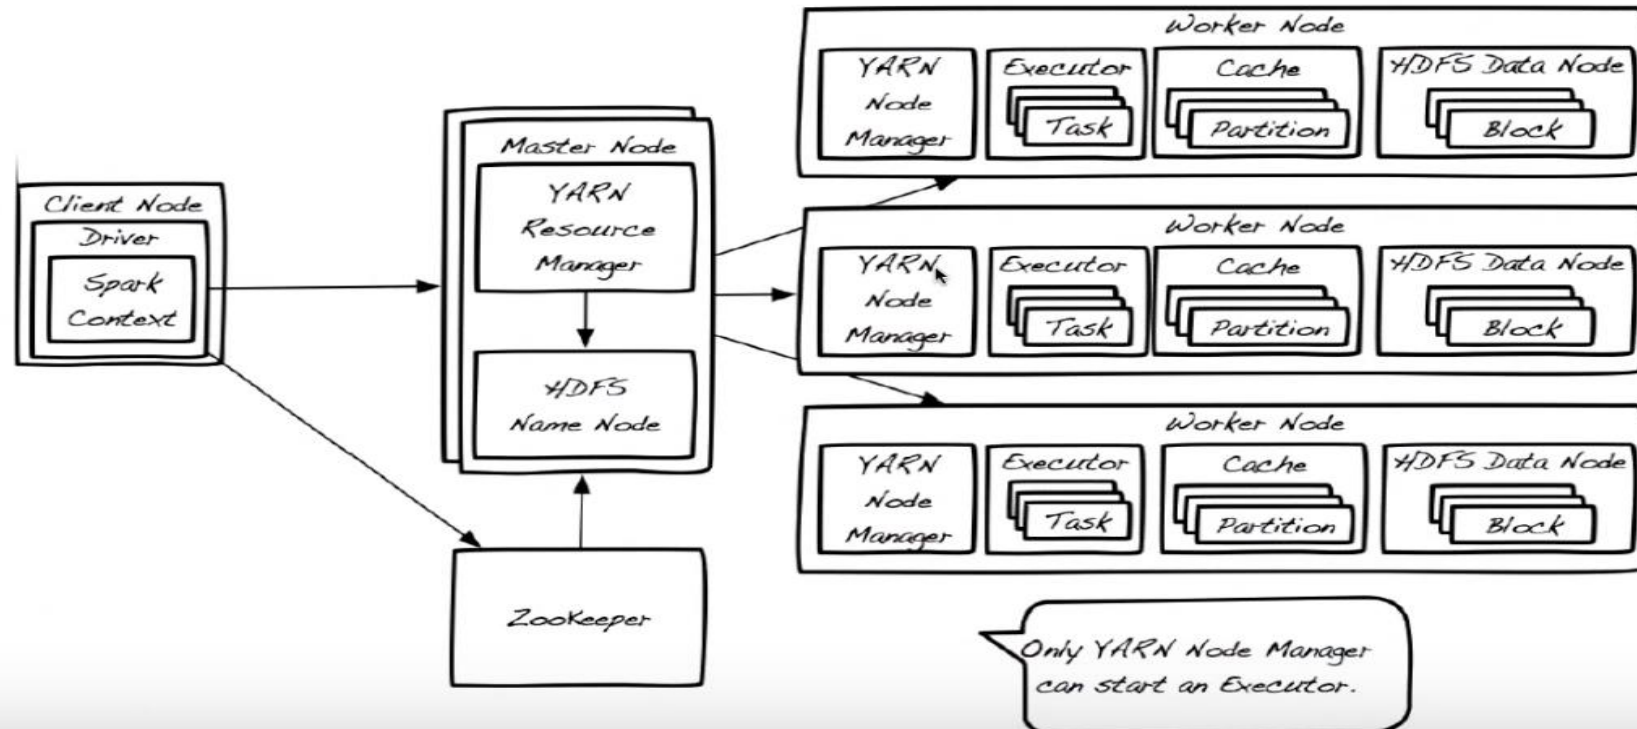 Client Node
Driver
Spark
Context
Master Node
YARN
Resource
Manager
HDFS
Name Node
ZooKeeper
Worker Node
YARN
Node
Manager
Executor
Task
Cache
Partition
HDFS Data Node
Block
Worker Node
YARN
Node
Manager
Executor
Task
Cache
Partition
HDFS Data Node
Block
Worker Node
YARN
Node
Manager
Executor
Task
Cache
Partition
HDFS Data Node
Block
Only YARN Node Manager
can start an Executor.